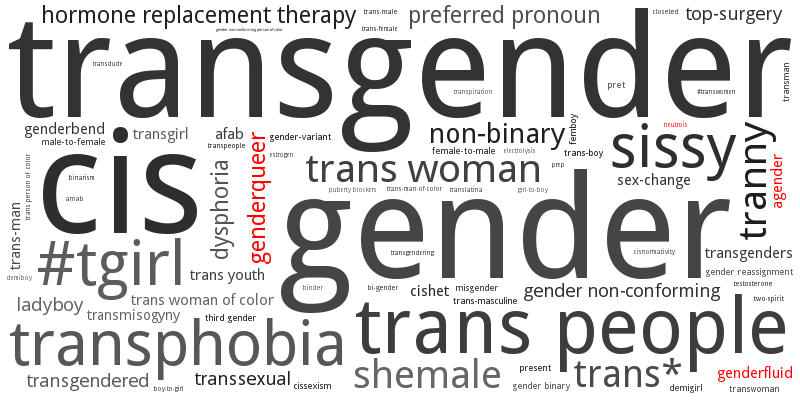 hormone replacement therapy
trans-male
preferred pronoun
closeted
top-surgery
gender nonconforming person of color
trans-female
transgender
transdude
transpiration
pret
#transwomen
transman
genderbend
transgirl
afab
gender-variant
non-binary
femboy
neutrois
sissy
tranny
agender
male-to-female
transpeople
female-to-male
electrolysis
trans-boy
cis
binarism
amab
trans person of color
trans-man
dysphoria
genderqueer
estrogen
trans woman
prep
sex-change
puberty blockers
trans-man-of-color
translatina
girl-to-boy
gender
#tgirl
trans youth
transgendering
cisnormativity
transgenders
demiboy
gender reassignment
testosterone
ladyboy
trans woman of color
binder
bi-gender
cishet
misgender
gender non-conforming
two-spirit
transmisogyny
third gender
trans-masculine
transphobia
trans people
transgendered
boy-to-girl
transsexual
cissexism
shemale
present
gender binary
trans*
demigirl
genderfluid
transwoman